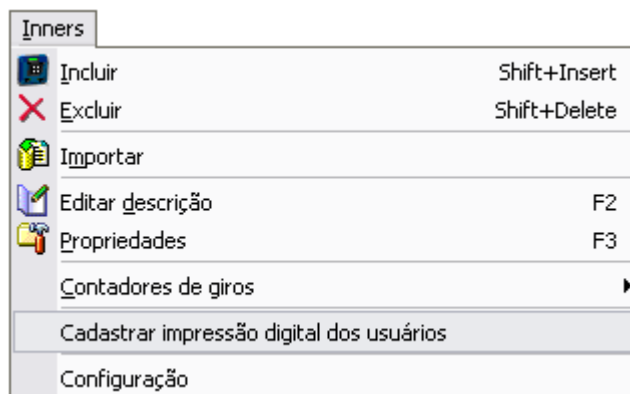 Inners
Incluir Shift+Insert
Excluir Shift+Delete
Importar
Editar descrição F2
Propriedades F3
Contadores de giros
Cadastrar impressão digital dos usuários
Configuração